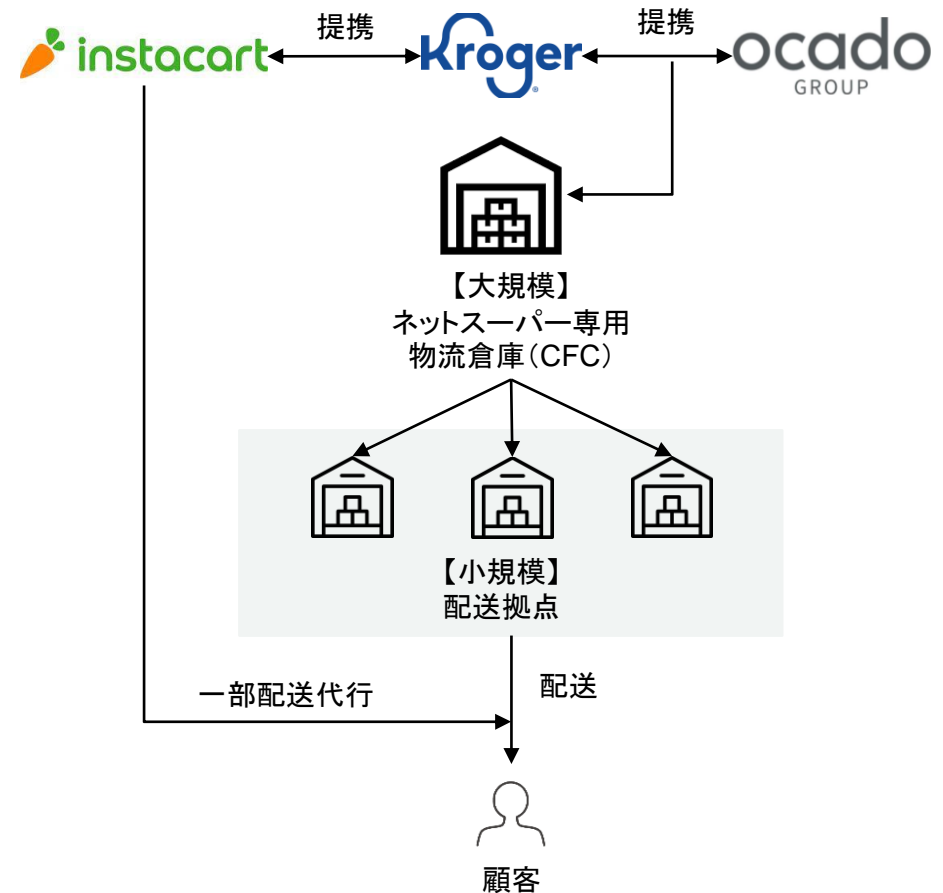 提携
提携
instacart
Kroger
ocado
GROUP
【大規模】
ネットスーパー専用
物流倉庫（CFC）
【小規模】
配送拠点
一部配送代行
配送
顧客